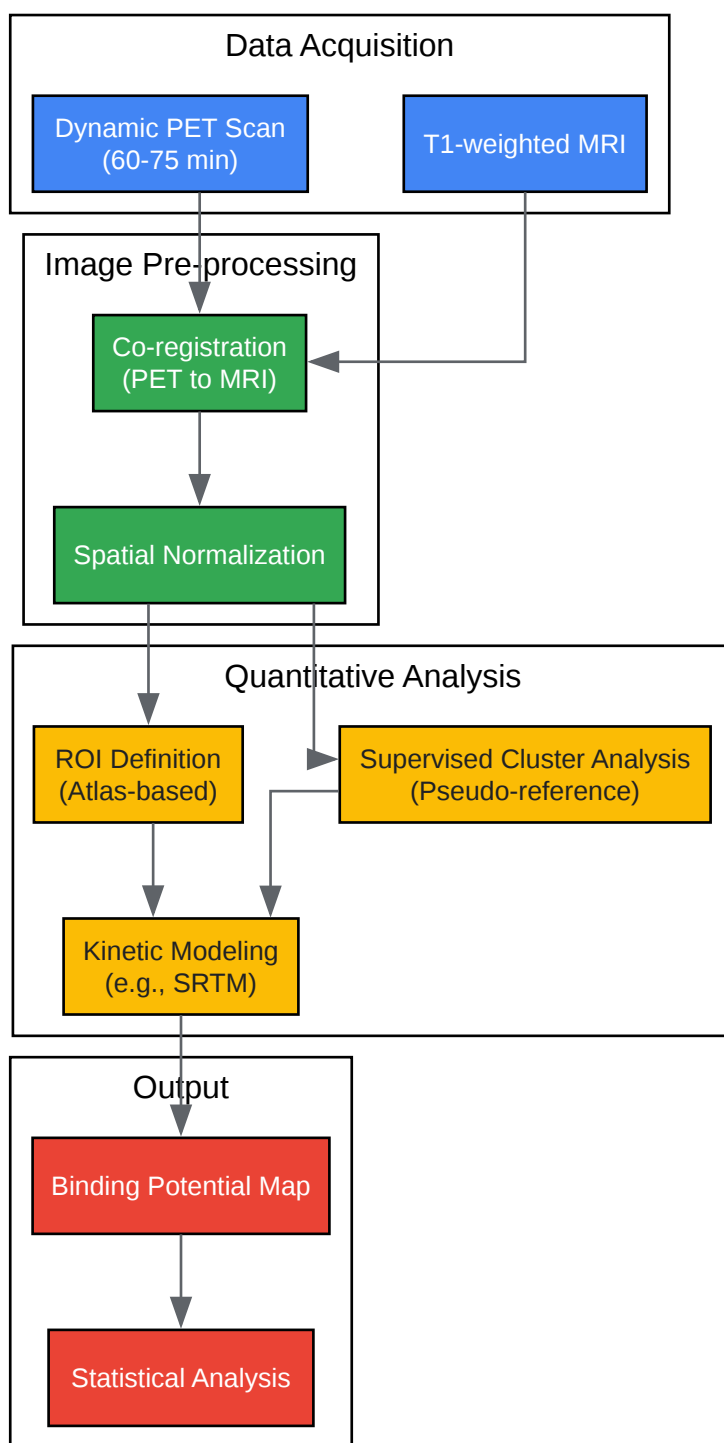 Data Acquisition
Dynamic PET Scan
(60-75 min)
T1-weighted MRI
Image Pre-processing
Co-registration
(PET to MRI)
Spatial Normalization
Quantitative Analysis
ROI Definition
(Atlas-based)
Supervised Cluster Analysis
(Pseudo-reference)
Kinetic Modeling
(e.g., SRTM)
Output
Binding Potential Map
Statistical Analysis